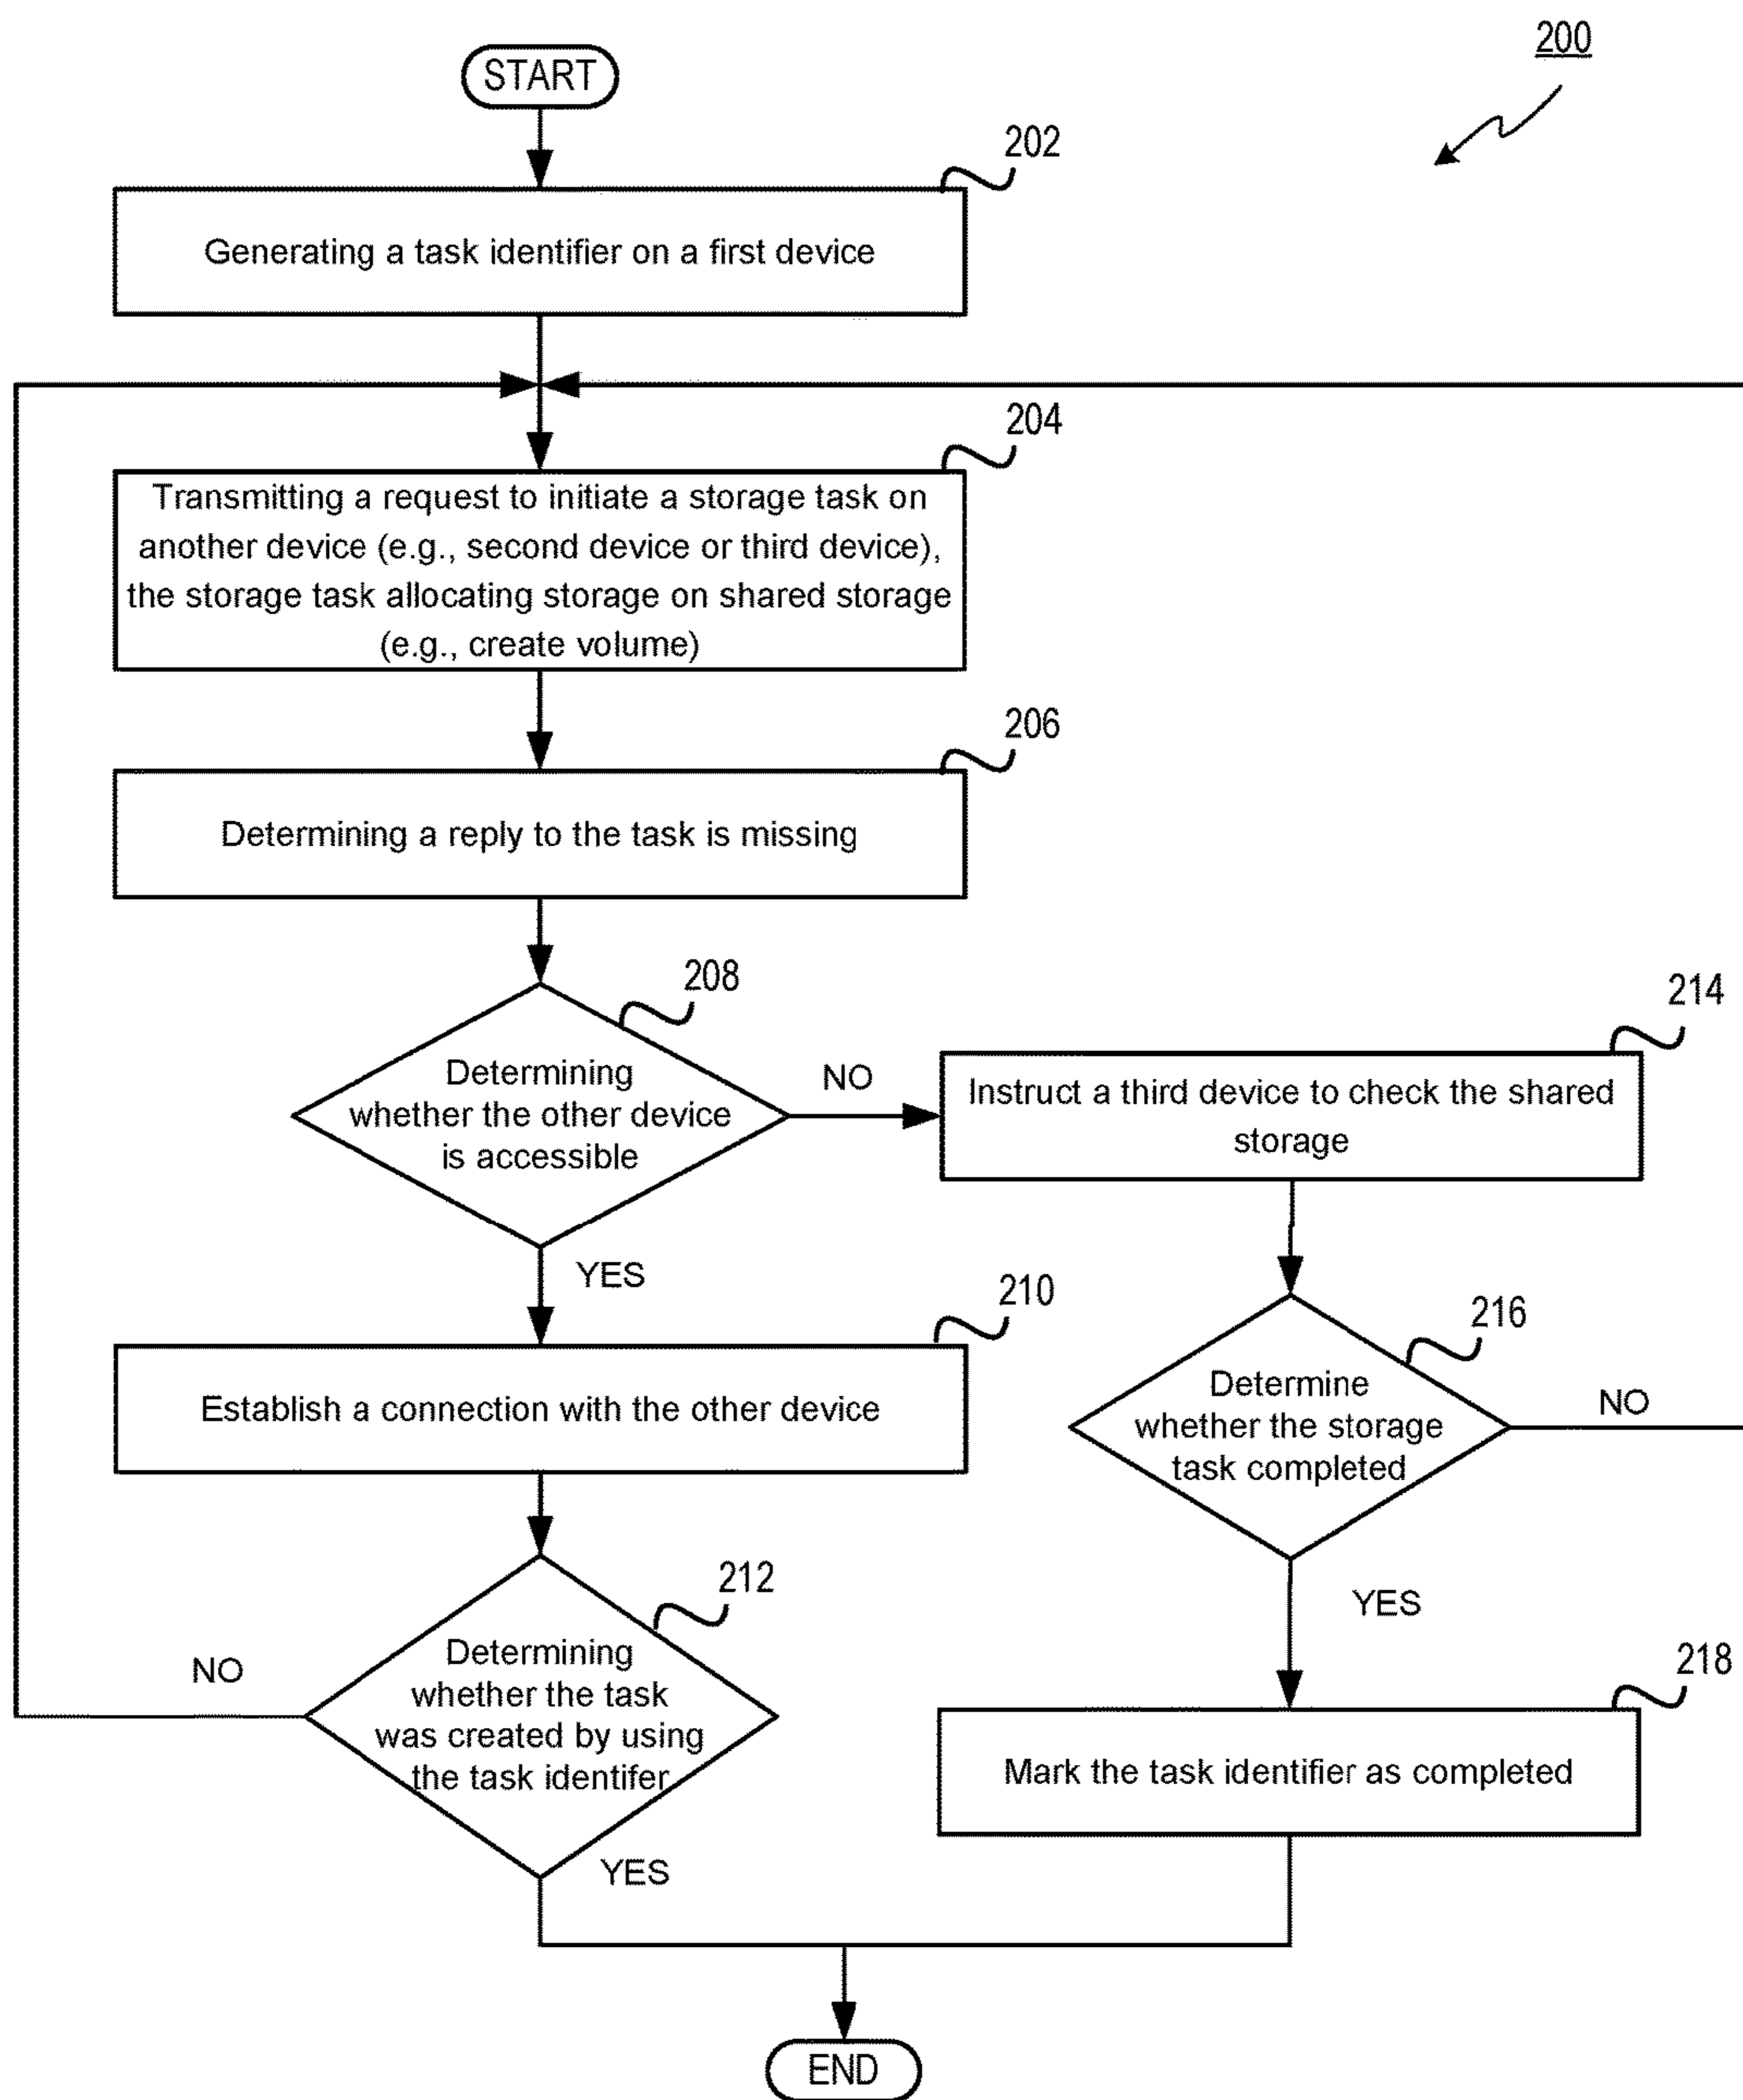 200
START
202
Generating a task identifier on a first device
204
Transmitting a request to initiate a storage task on
another device (e.g., second device or third device),
the storage task allocating storage on shared storage
(e.g., create volume)
206
Determining a reply to the task is missing
208
Determining
whether the other device
is accessible
NO
YES
214
Instruct a third device to check the shared
storage
210
Establish a connection with the other device
216
Determine
whether the storage
task completed
NO
YES
212
Determining
whether the task
was created by using
the task identifer
NO
YES
218
Mark the task identifier as completed
END